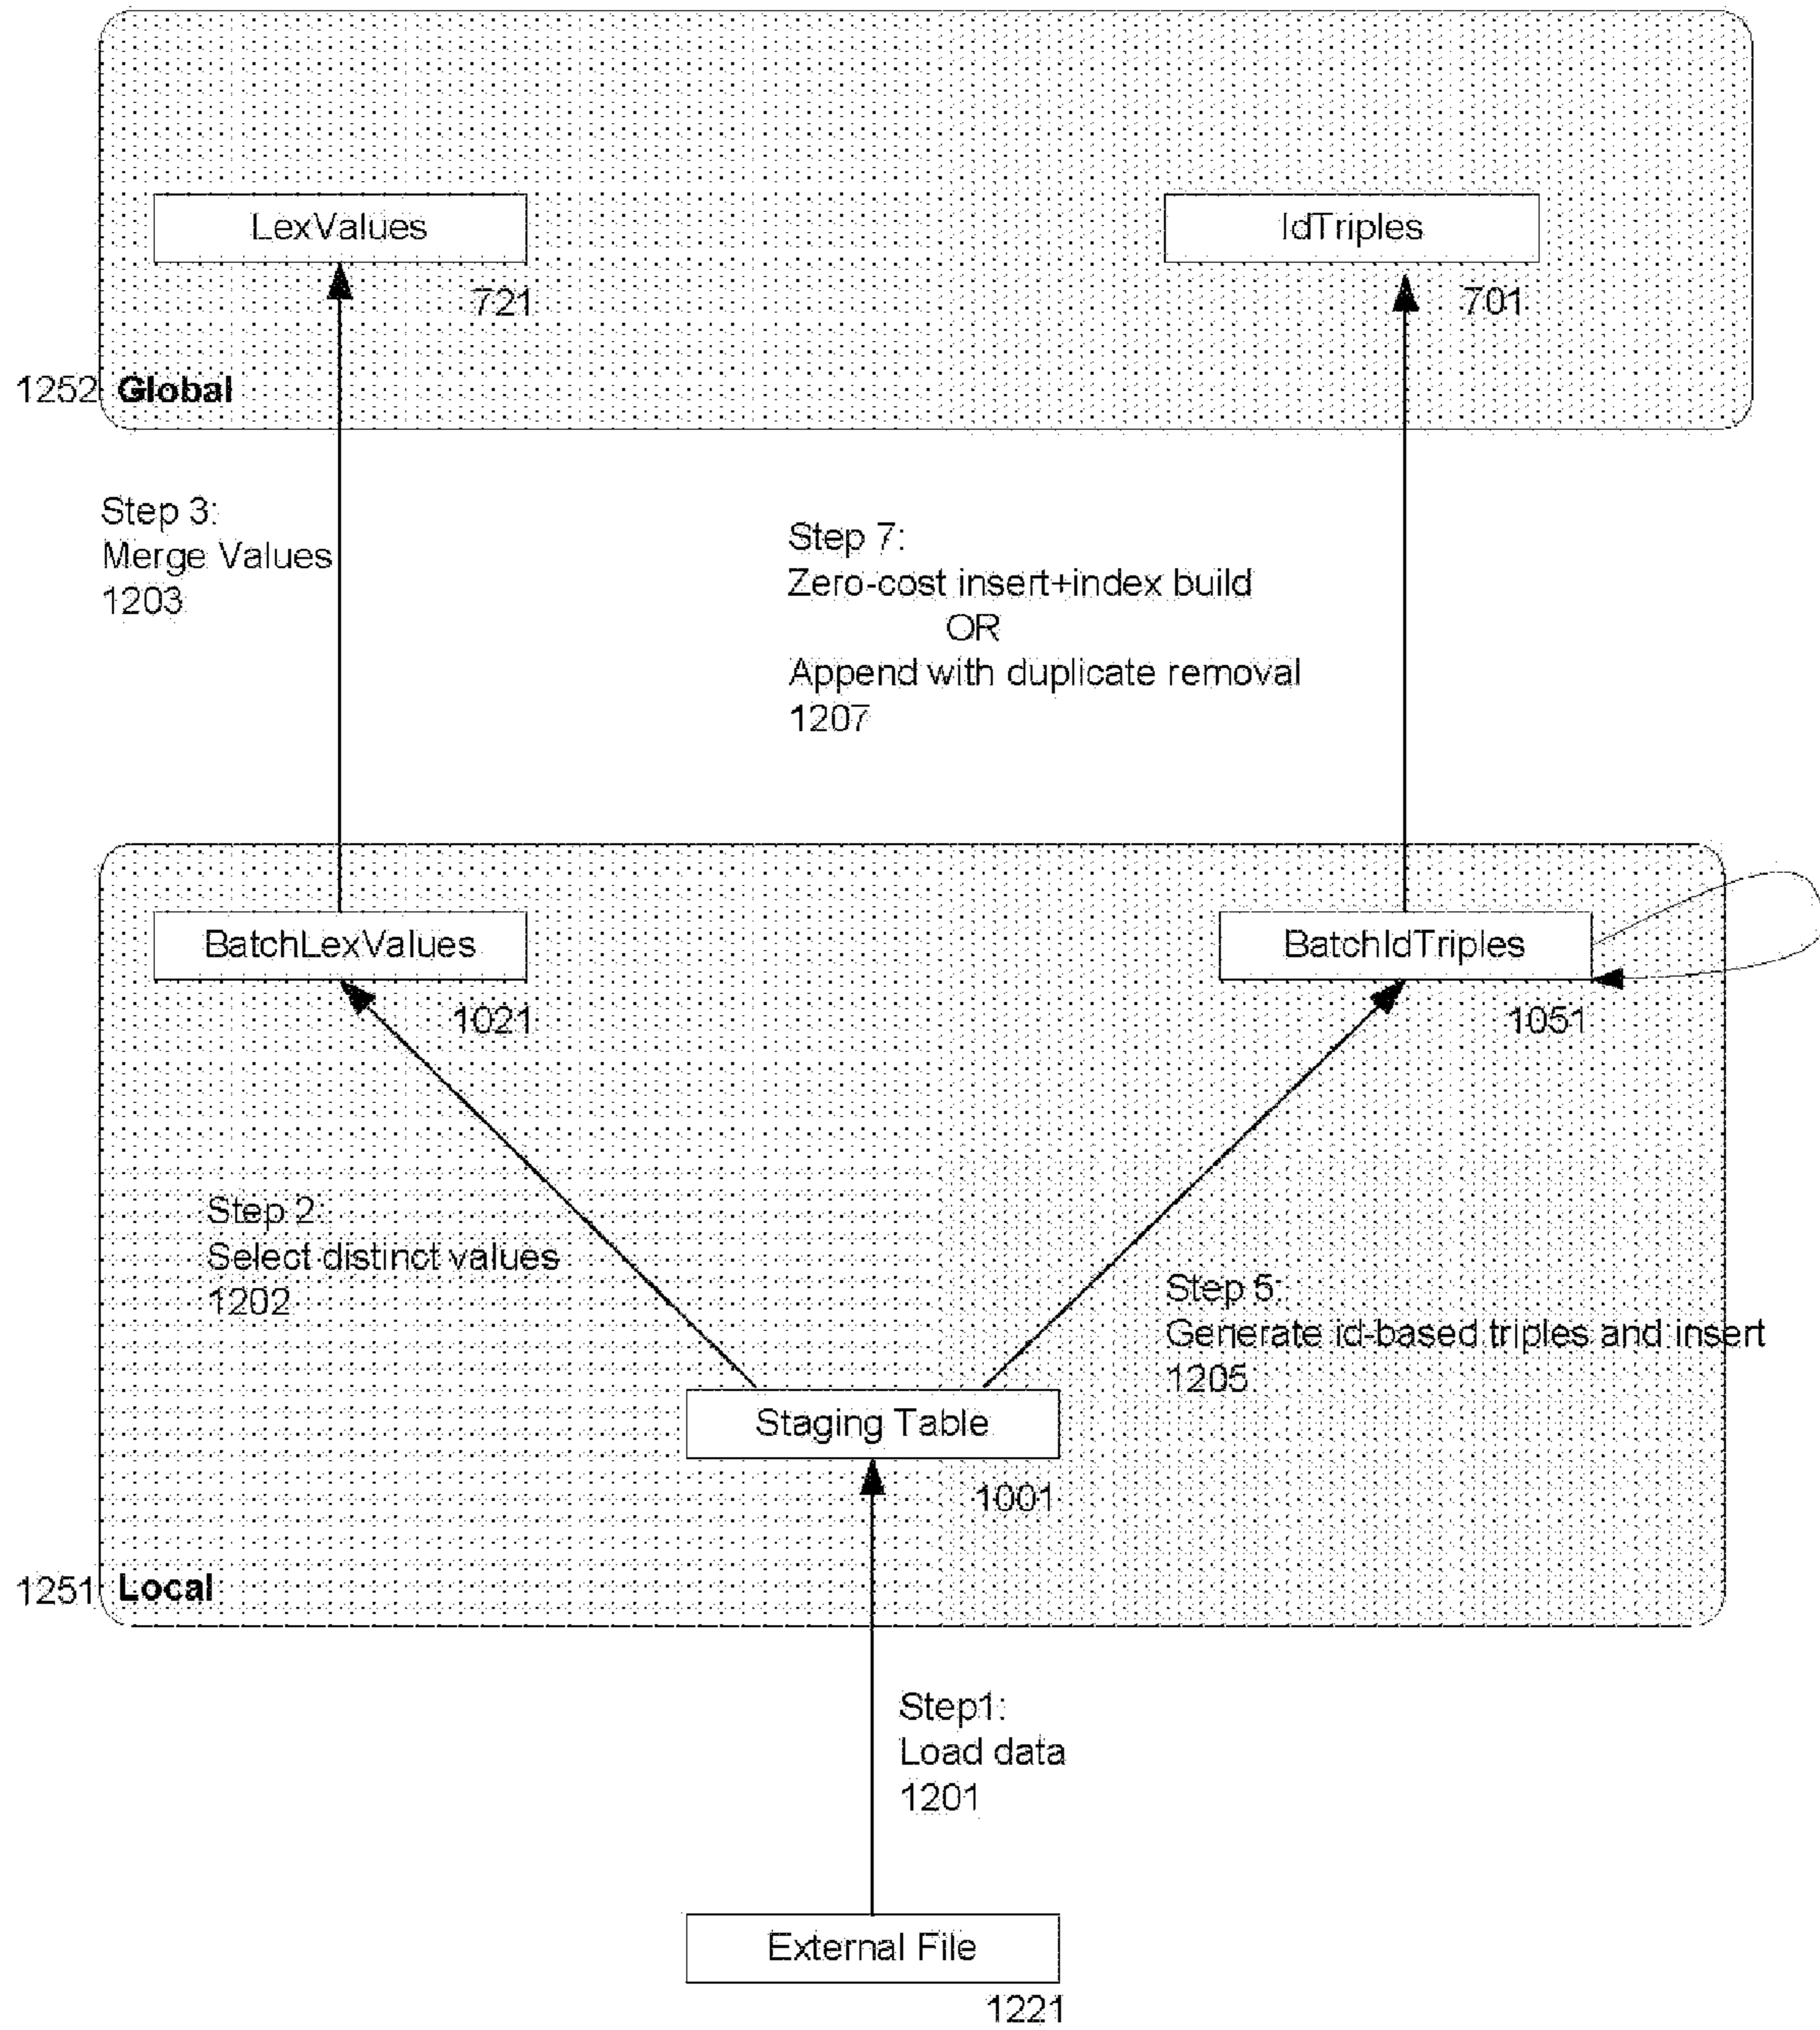 LexValues
721
IdTriples
701
1252 Global
Step 3:
Merge Values
1203
Step 7:
Zero-cost insert+index build
OR
Append with duplicate removal
1207
BatchLexValues
1021
BatchIdTriples
1051
Step 2:
Select distinct values
1202
Step 5:
Generate id-based triples and insert
1205
Staging Table
1001
1251 Local
Step1:
Load data
1201
External File
1221